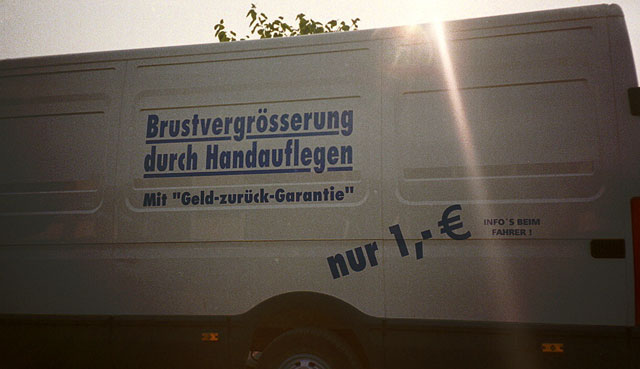 Brustvergrösserung
durch Handauflegen
Mit "Geld-zurück-Garantie"
nur 1,- €
INFO`S BEIM
FAHRER !